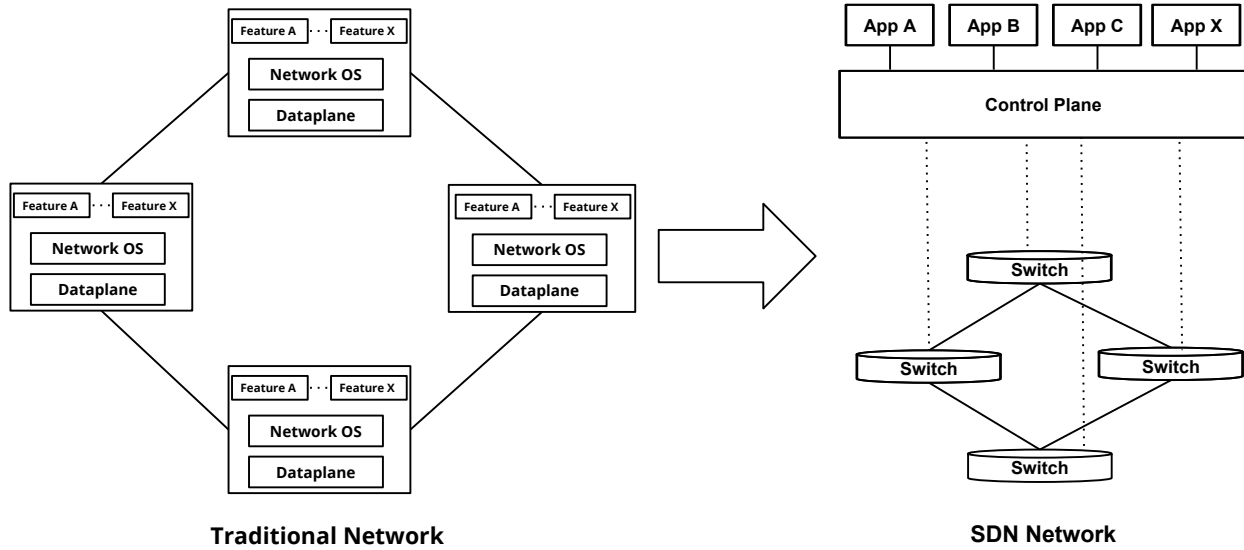 Feature A ··· Feature X
Network OS
Dataplane
Feature A ··· Feature X
Network OS
Dataplane
Feature A ··· Feature X
Network OS
Dataplane
Feature A ··· Feature X
Network OS
Dataplane
Traditional Network
App A App B App C App X
Control Plane
Switch
Switch Switch
Switch
SDN Network